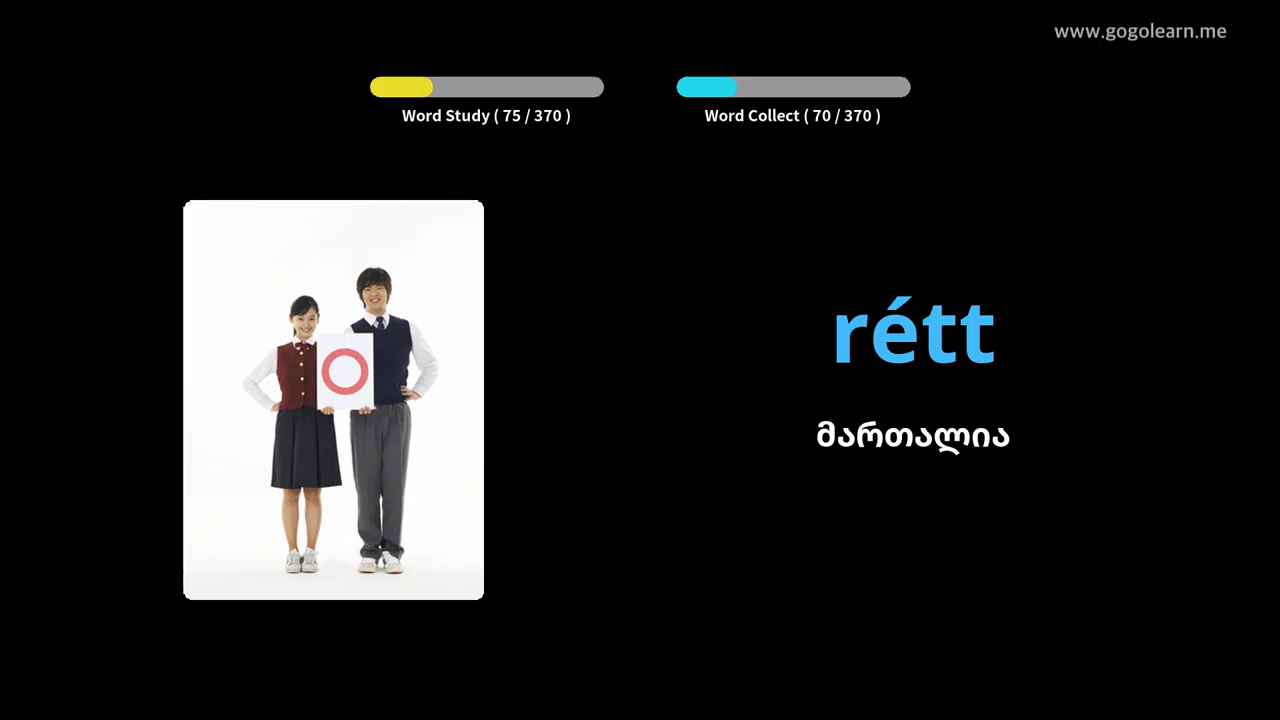 www.gogolearn.me
Word Study ( 75 / 370 )
Word Collect ( 70 / 370 )
rétt
მართალია